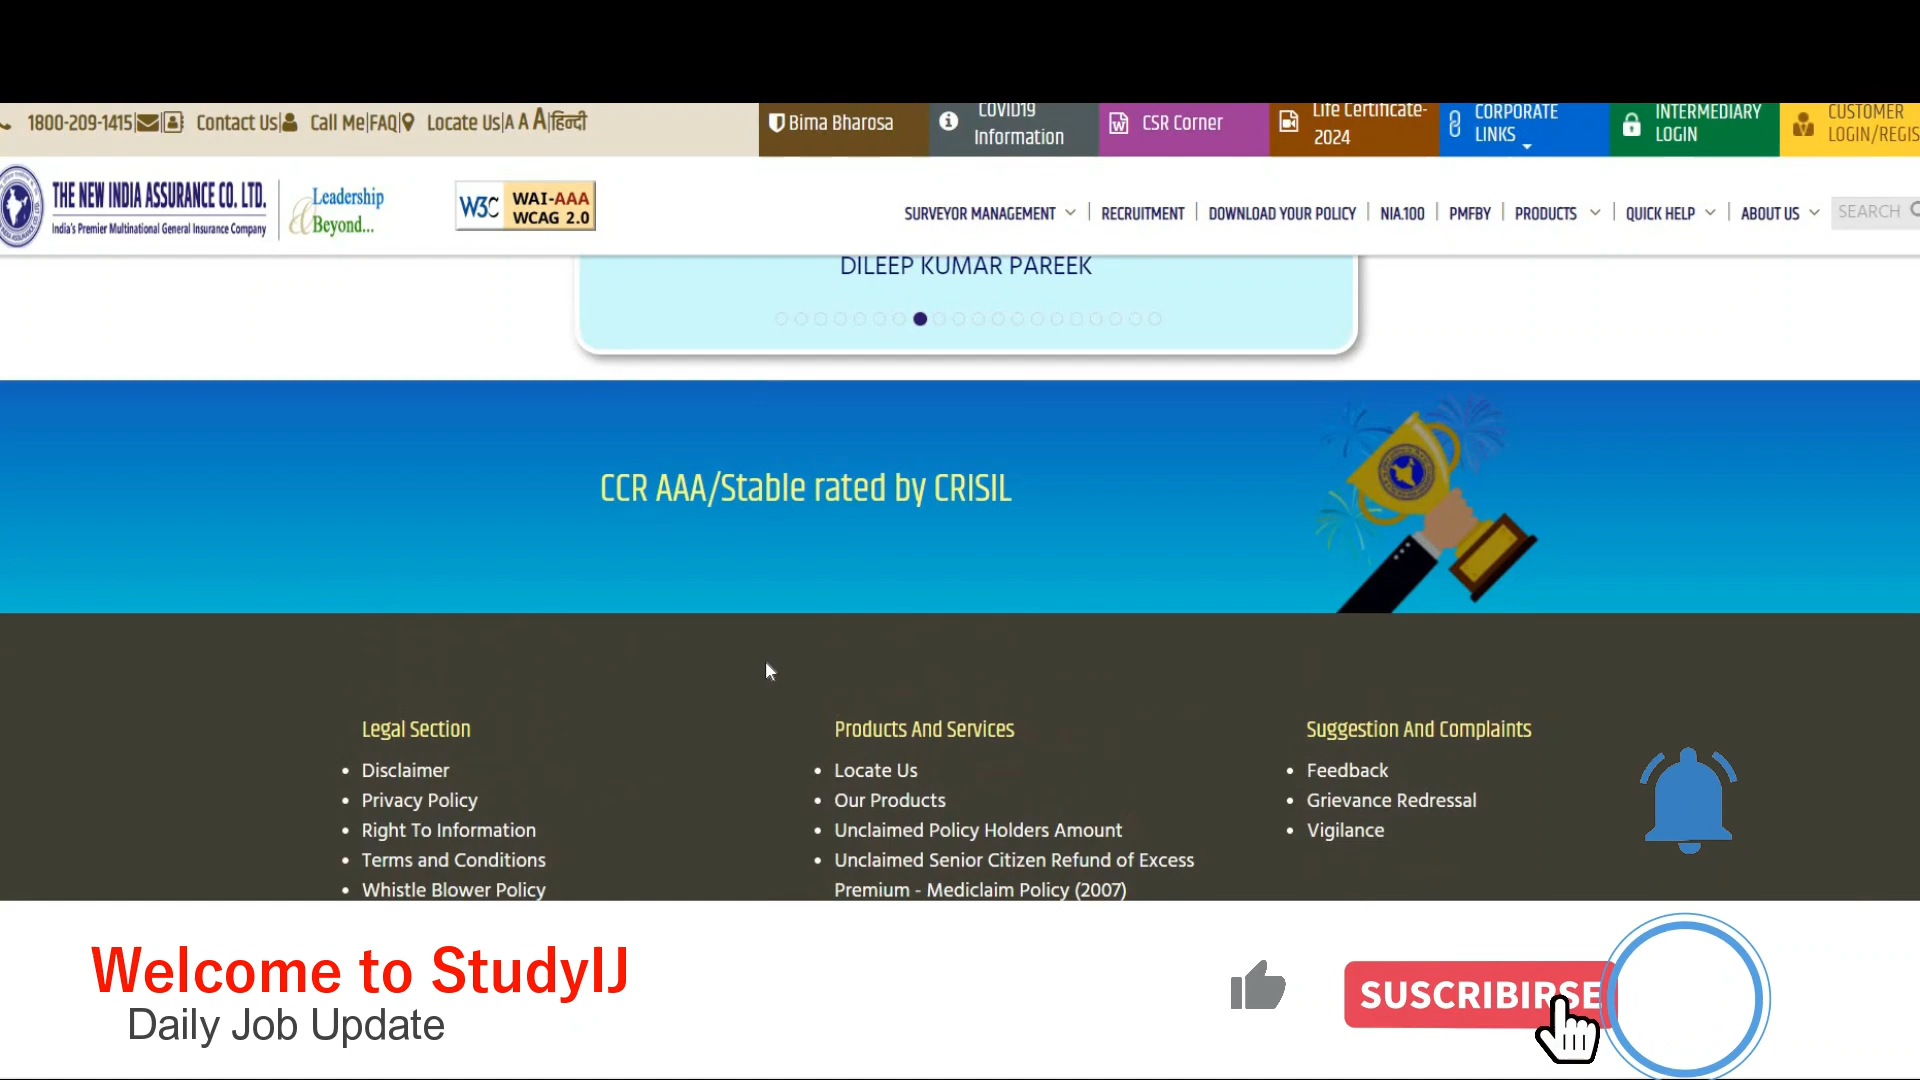 1800-209-1415| | Contact Us| Call Me|FAQ| Locate Us|A A A|हिन्दी
Bima Bharosa
COVID19
Information
CSR Corner
Life Certificate-
2024
CORPORATE
LINKS
INTERMEDIARY
LOGIN
CUSTOMER
LOGIN/REGIS
THE NEW INDIA ASSURANCE CO. LTD.
India's Premier Multinational General Insurance Company
Leadership
& Beyond...
W3C WAI-AAA
WCAG 2.0
SURVEYOR MANAGEMENT | RECRUITMENT | DOWNLOAD YOUR POLICY | NIA.100 | PMFBY | PRODUCTS | QUICK HELP | ABOUT US
SEARCH
DILEEP KUMAR PAREEK
CCR AAA/Stable rated by CRISIL
Legal Section
• Disclaimer
• Privacy Policy
• Right To Information
• Terms and Conditions
• Whistle Blower Policy
Products And Services
• Locate Us
• Our Products
• Unclaimed Policy Holders Amount
• Unclaimed Senior Citizen Refund of Excess
Premium - Mediclaim Policy (2007)
Suggestion And Complaints
• Feedback
• Grievance Redressal
• Vigilance
Welcome to StudyIJ
Daily Job Update
SUSCRIBIRSE